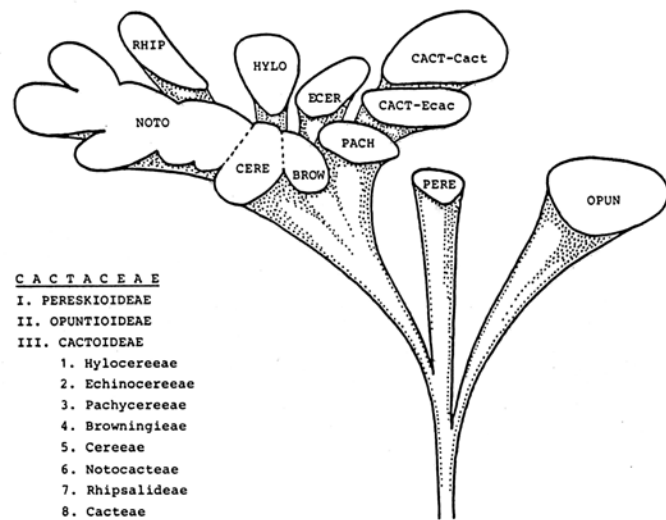 RHIP
HYLO
CACT-Cact
ECER
CACT-Ecac
NOTO
PACH
CERE
BROW
PERE
OPUN
C A C T A C E A E
I. PERESKIOIDEAE
II. OPUNTIOIDEAE
III. CACTOIDEAE
1. Hylocereeae
2. Echinocereeae
3. Pachycereeae
4. Browningieae
5. Cereeae
6. Notocacteae
7. Rhipsalideae
8. Cacteae